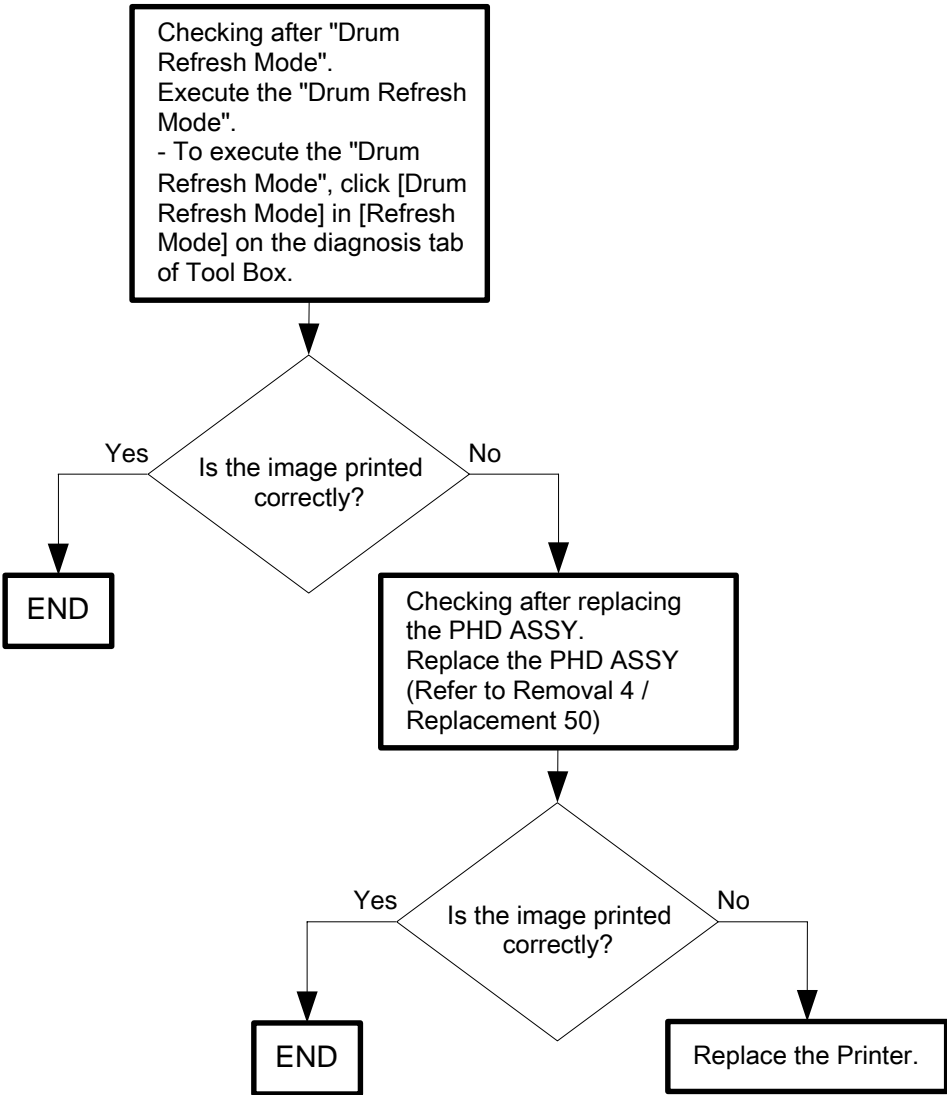 Checking after "Drum
Refresh Mode".
Execute the "Drum Refresh
Mode".
- To execute the "Drum
Refresh Mode", click [Drum
Refresh Mode] in [Refresh
Mode] on the diagnosis tab
of Tool Box.
Yes
No
Is the image printed
correctly?
END
Checking after replacing
the PHD ASSY.
Replace the PHD ASSY
(Refer to Removal 4 /
Replacement 50)
Yes
No
Is the image printed
correctly?
END
Replace the Printer.